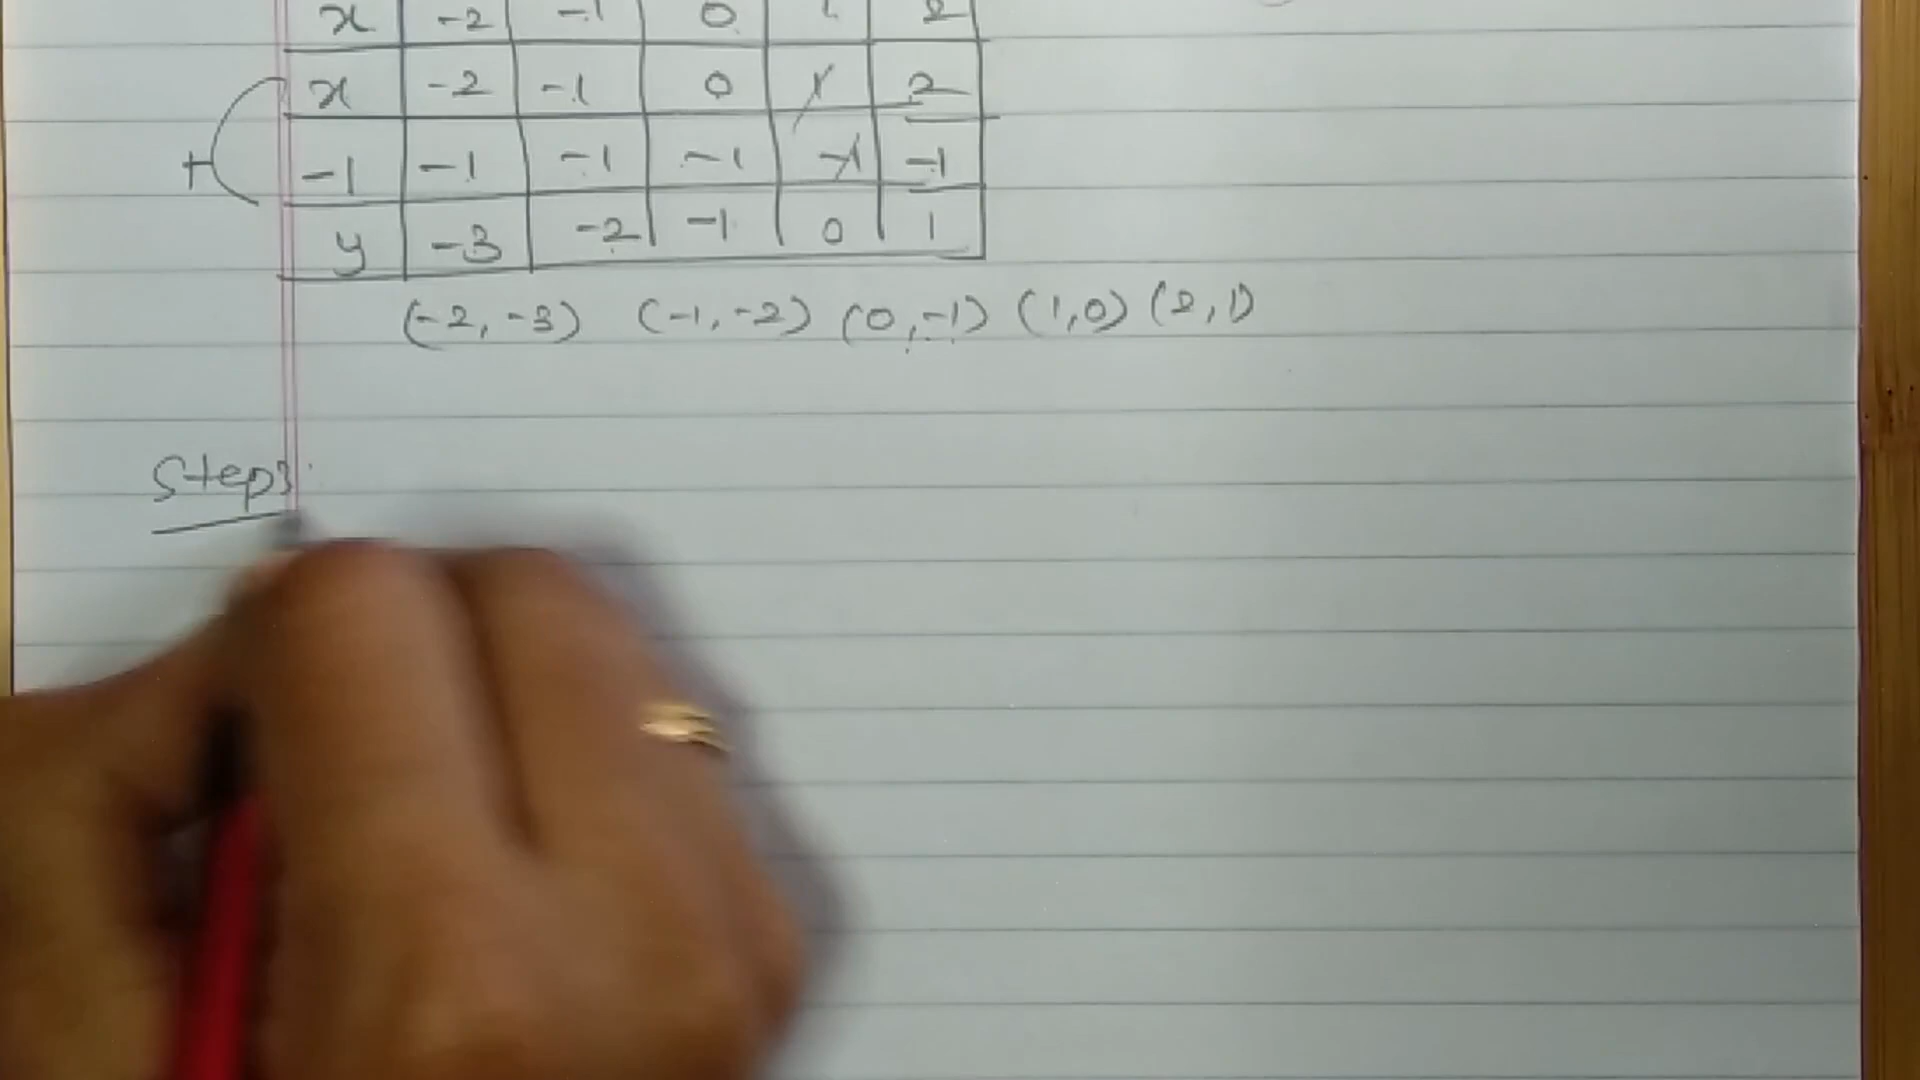 x -2 -1 0 1 2
x -2 -1 0 1 2
+ -1 -1 -1 -1 -1 -1
y -3 -2 -1 0 1
(-2, -3) (-1, -2) (0, -1) (1, 0) (2, 1)
Step3: